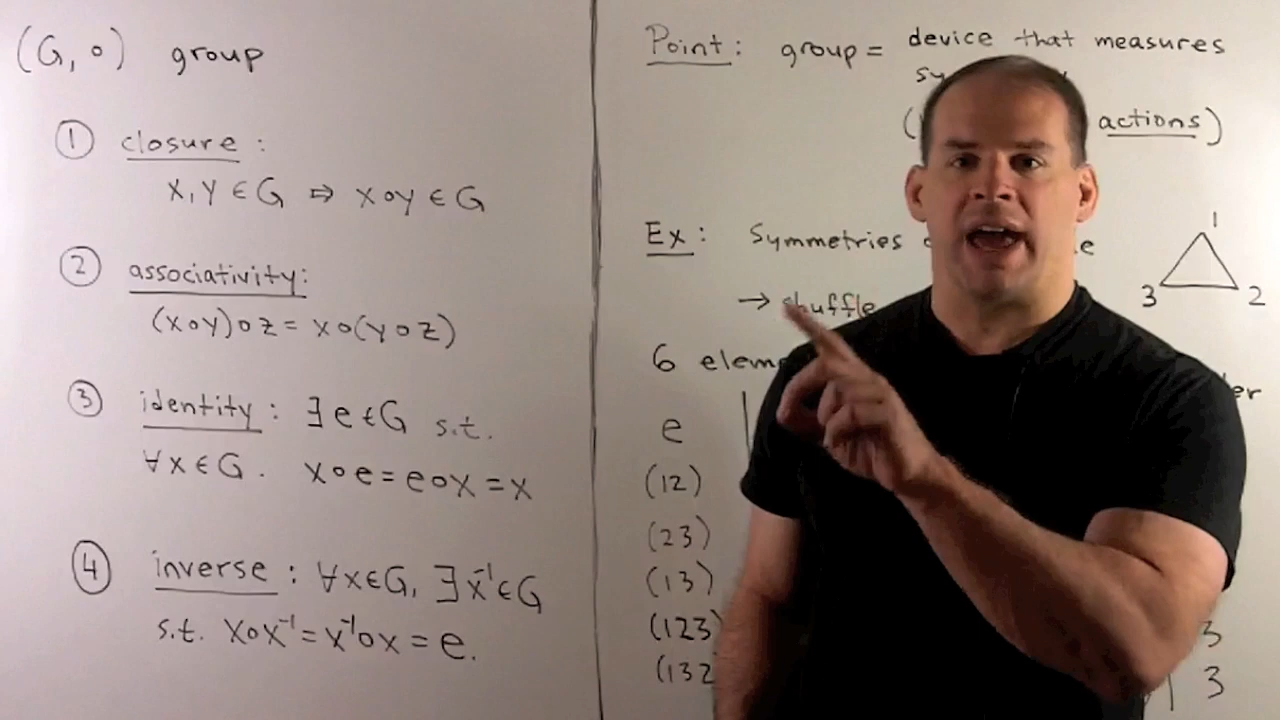 (G, ∘) group
① closure :
x, y ∈ G ⇒ x∘y ∈ G
② associativity:
(x∘y)∘z = x∘(y∘z)
③ identity : ∃ e ∈ G s.t.
∀x ∈ G. x∘e = e∘x = x
④ inverse : ∀x∈G, ∃ x⁻¹∈G
s.t. x∘x⁻¹ = x⁻¹∘x = e.
Point: group = device that measures
actions)
Ex: Symmetries
1
3 2
→ shuffle
6
e
(12)
(23)
(13)
(123) 3
(132 3